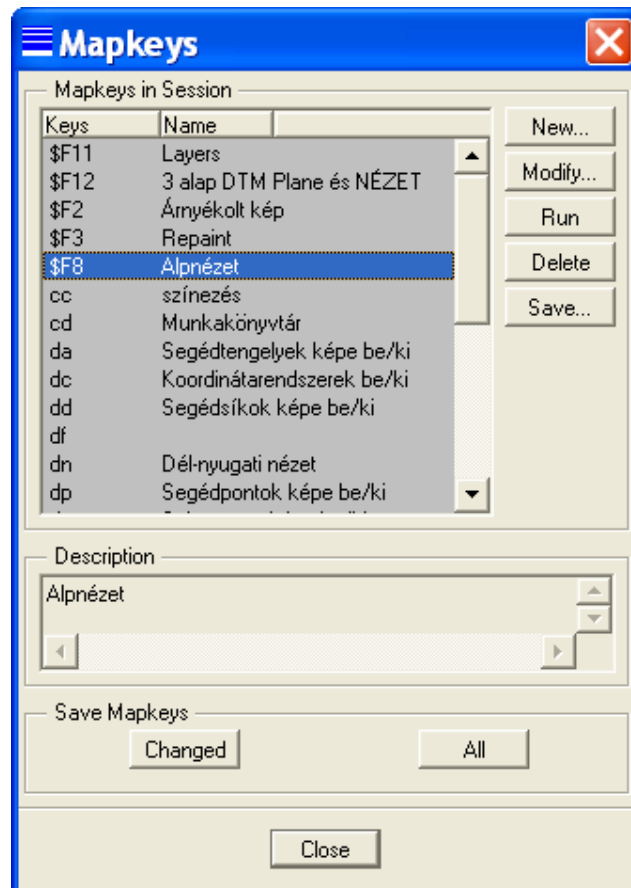 Mapkeys
Mapkeys in Session
Keys Name
$F11 Layers
$F12 3 alap DTM Plane és NÉZET
$F2 Árnyékolt kép
$F3 Repaint
$F8 Alpnézet
cc színezés
cd Munkakönyvtár
da Segédtengelyek képe be/ki
dc Koordinátarendszerek be/ki
dd Segédsíkok képe be/ki
df
dn Dél-nyugati nézet
dp Segédpontok képe be/ki
New...
Modify...
Run
Delete
Save...
Description
Alpnézet
Save Mapkeys
Changed All
Close